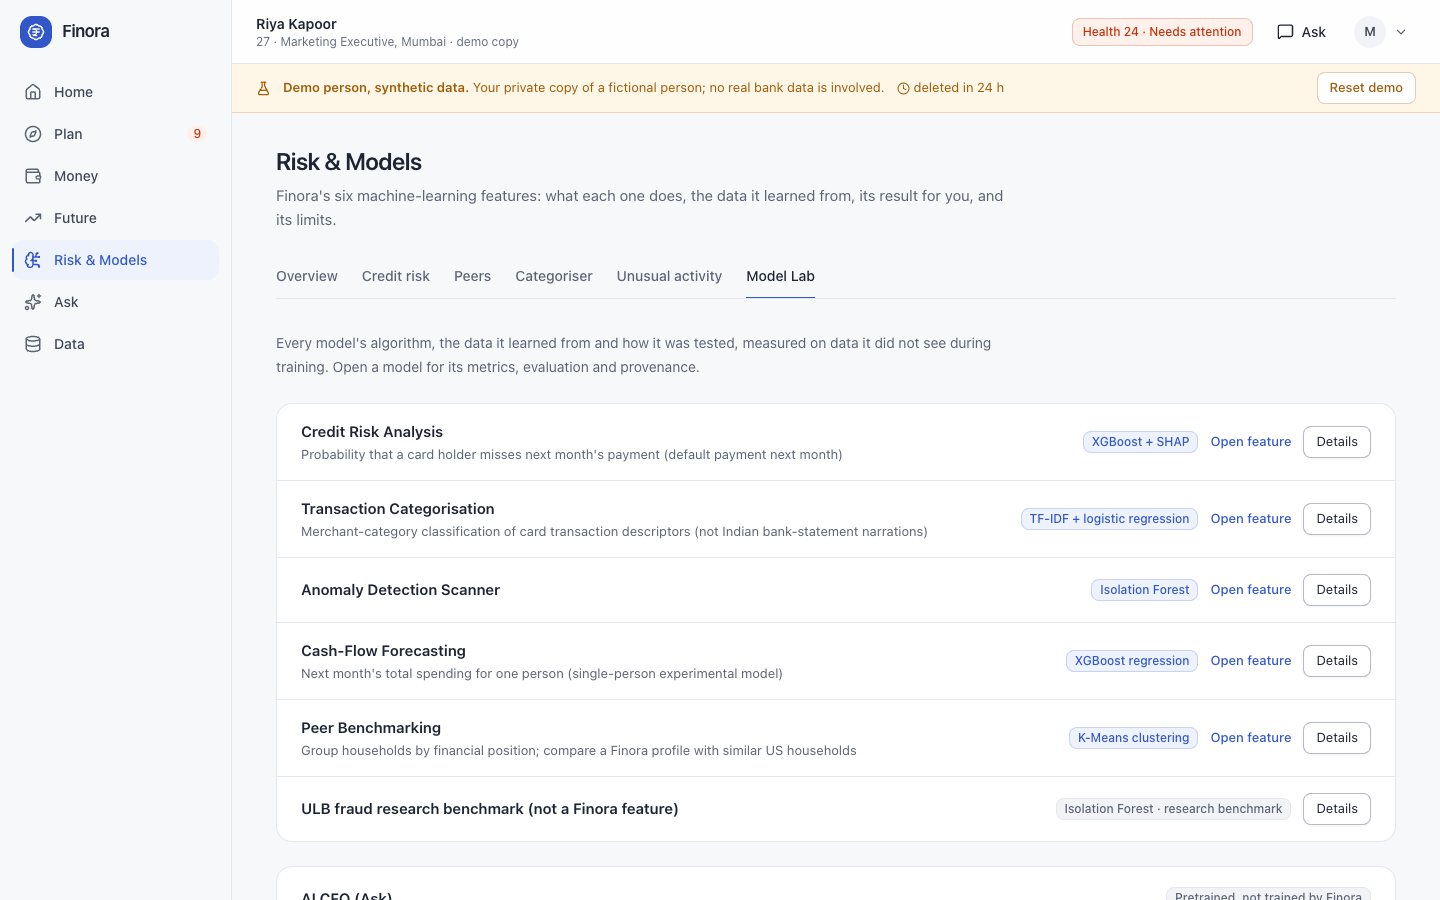 Finora
Riya Kapoor
27 · Marketing Executive, Mumbai · demo copy
Health 24 · Needs attention
Ask
M
Home
Plan
9
Money
Future
Risk & Models
Ask
Data
Demo person, synthetic data. Your private copy of a fictional person; no real bank data is involved. deleted in 24 h
Reset demo
Risk & Models
Finora's six machine-learning features: what each one does, the data it learned from, its result for you, and
its limits.
Overview
Credit risk
Peers
Categoriser
Unusual activity
Model Lab
Every model's algorithm, the data it learned from and how it was tested, measured on data it did not see during
training. Open a model for its metrics, evaluation and provenance.
Credit Risk Analysis
Probability that a card holder misses next month's payment (default payment next month)
XGBoost + SHAP
Open feature
Details
Transaction Categorisation
Merchant-category classification of card transaction descriptors (not Indian bank-statement narrations)
TF-IDF + logistic regression
Open feature
Details
Anomaly Detection Scanner
Isolation Forest
Open feature
Details
Cash-Flow Forecasting
Next month's total spending for one person (single-person experimental model)
XGBoost regression
Open feature
Details
Peer Benchmarking
Group households by financial position; compare a Finora profile with similar US households
K-Means clustering
Open feature
Details
ULB fraud research benchmark (not a Finora feature)
Isolation Forest · research benchmark
Details
AI CFO (Ask)
Pretrained, not trained by Finora